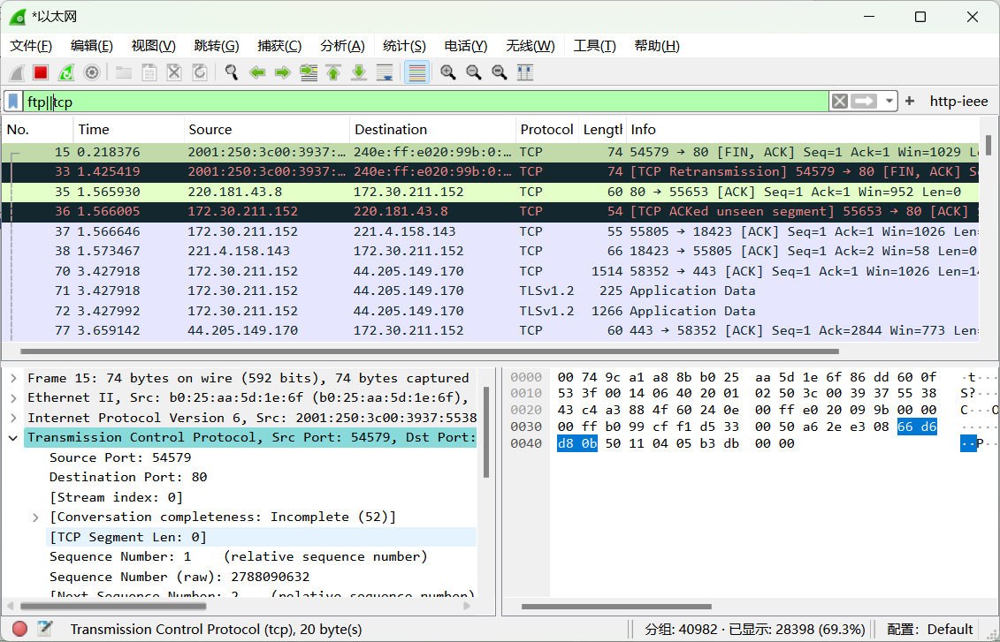 *以太网
文件(F) 编辑(E) 视图(V) 跳转(G) 捕获(C) 分析(A) 统计(S) 电话(Y) 无线(W) 工具(T) 帮助(H)
ftp||tcp http-ieee
No. Time Source Destination Protocol Length Info
15 0.218376 2001:250:3c00:3937:… 240e:ff:e020:99b:0:… TCP 74 54579 → 80 [FIN, ACK] Seq=1 Ack=1 Win=1029 L
33 1.425419 2001:250:3c00:3937:… 240e:ff:e020:99b:0:… TCP 74 [TCP Retransmission] 54579 → 80 [FIN, ACK] S
35 1.565930 220.181.43.8 172.30.211.152 TCP 60 80 → 55653 [ACK] Seq=1 Ack=1 Win=952 Len=0
36 1.566005 172.30.211.152 220.181.43.8 TCP 54 [TCP ACKed unseen segment] 55653 → 80 [ACK]
37 1.566646 172.30.211.152 221.4.158.143 TCP 55 55805 → 18423 [ACK] Seq=1 Ack=1 Win=1026 Len=
38 1.573467 221.4.158.143 172.30.211.152 TCP 66 18423 → 55805 [ACK] Seq=1 Ack=2 Win=58 Len=0
70 3.427918 172.30.211.152 44.205.149.170 TCP 1514 58352 → 443 [ACK] Seq=1 Ack=1 Win=1026 Len=14
71 3.427918 172.30.211.152 44.205.149.170 TLSv1.2 225 Application Data
72 3.427992 172.30.211.152 44.205.149.170 TLSv1.2 1266 Application Data
77 3.659142 44.205.149.170 172.30.211.152 TCP 60 443 → 58352 [ACK] Seq=1 Ack=2844 Win=773 Len=
Frame 15: 74 bytes on wire (592 bits), 74 bytes captured
Ethernet II, Src: b0:25:aa:5d:1e:6f (b0:25:aa:5d:1e:6f),
Internet Protocol Version 6, Src: 2001:250:3c00:3937:5538
Transmission Control Protocol, Src Port: 54579, Dst Port:
Source Port: 54579
Destination Port: 80
[Stream index: 0]
[Conversation completeness: Incomplete (52)]
[TCP Segment Len: 0]
Sequence Number: 1 (relative sequence number)
Sequence Number (raw): 2788090632
[Next Sequence Number: 2 (relative sequence number)
0000 00 74 9c a1 a8 8b b0 25 aa 5d 1e 6f 86 dd 60 0f ·t···
0010 53 3f 00 14 06 40 20 01 02 50 3c 00 39 37 55 38 S?···
0020 43 c4 a3 88 4f 60 24 0e 00 ff e0 20 09 9b 00 00 C···O
0030 00 ff b0 99 cf f1 d5 33 00 50 a6 2e e3 08 66 d6 ·····
0040 d8 0b 50 11 04 05 b3 db 00 00 ··P··
Transmission Control Protocol (tcp), 20 byte(s) 分组: 40982 · 已显示: 28398 (69.3%) 配置: Default